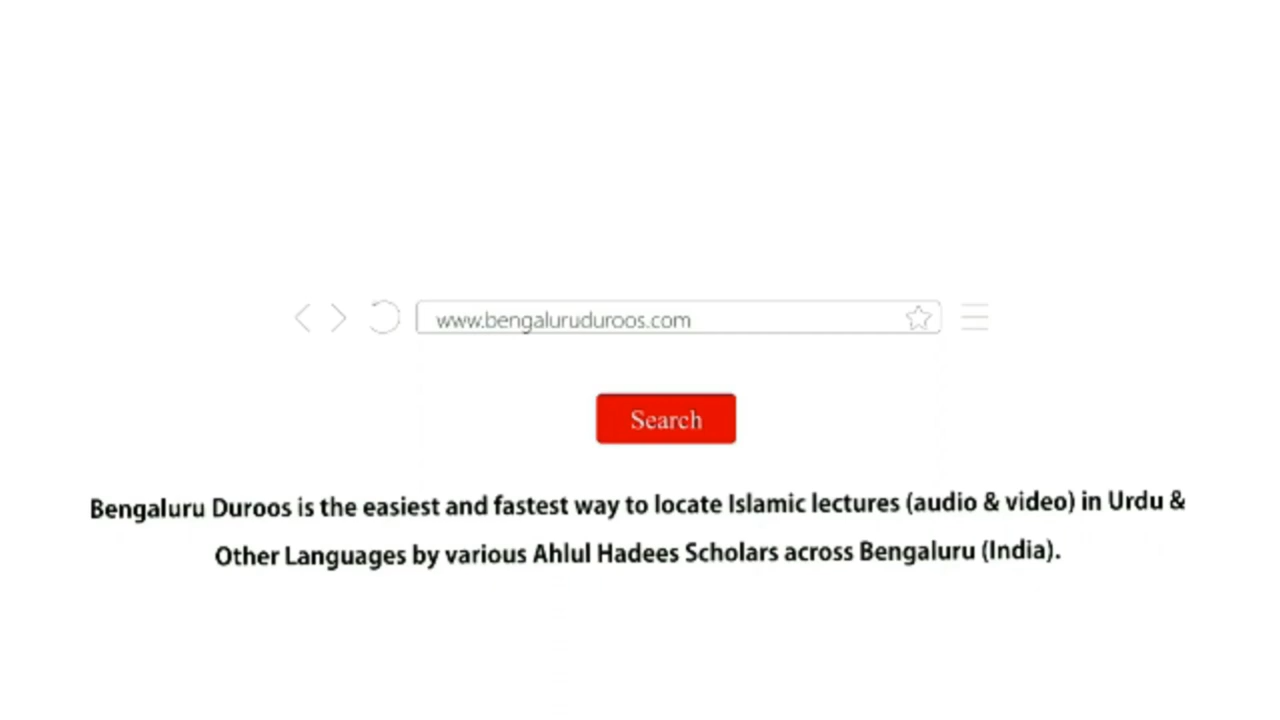 www.bengaluruduroos.com
Search
Bengaluru Duroos is the easiest and fastest way to locate Islamic lectures (audio & video) in Urdu &
Other Languages by various Ahlul Hadees Scholars across Bengaluru (India).